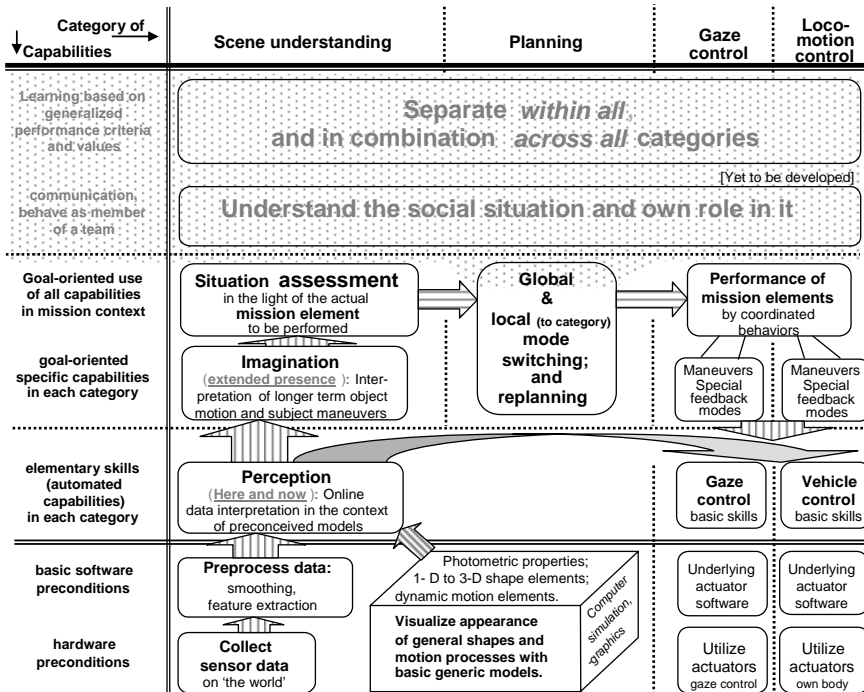 Category of
Capabilities
Scene understanding
Planning
Gaze
control
Loco-
motion
control
Learning based on
generalized
performance criteria
and values
Separate within all,
and in combination across all categories
[Yet to be developed]
communication,
behave as member
of a team
Understand the social situation and own role in it
Goal-oriented use
of all capabilities
in mission context
Situation assessment
in the light of the actual
mission element
to be performed
Global
&
local (to category)
mode
switching;
and
replanning
Performance of
mission elements
by coordinated
behaviors
goal-oriented
specific capabilities
in each category
Imagination
(extended presence ): Inter-
pretation of longer term object
motion and subject maneuvers
Maneuvers
Special
feedback
modes
Maneuvers
Special
feedback
modes
elementary skills
(automated
capabilities)
in each category
Perception
(Here and now ): Online
data interpretation in the context
of preconceived models
Gaze
control
basic skills
Vehicle
control
basic skills
basic software
preconditions
Preprocess data:
smoothing,
feature extraction
Photometric properties;
1- D to 3-D shape elements;
dynamic motion elements.
Computer
simulation,
-graphics
Underlying
actuator
software
Underlying
actuator
software
hardware
preconditions
Collect
sensor data
on 'the world'
Visualize appearance
of general shapes and
motion processes with
basic generic models.
Utilize
actuators
gaze control
Utilize
actuators
own body